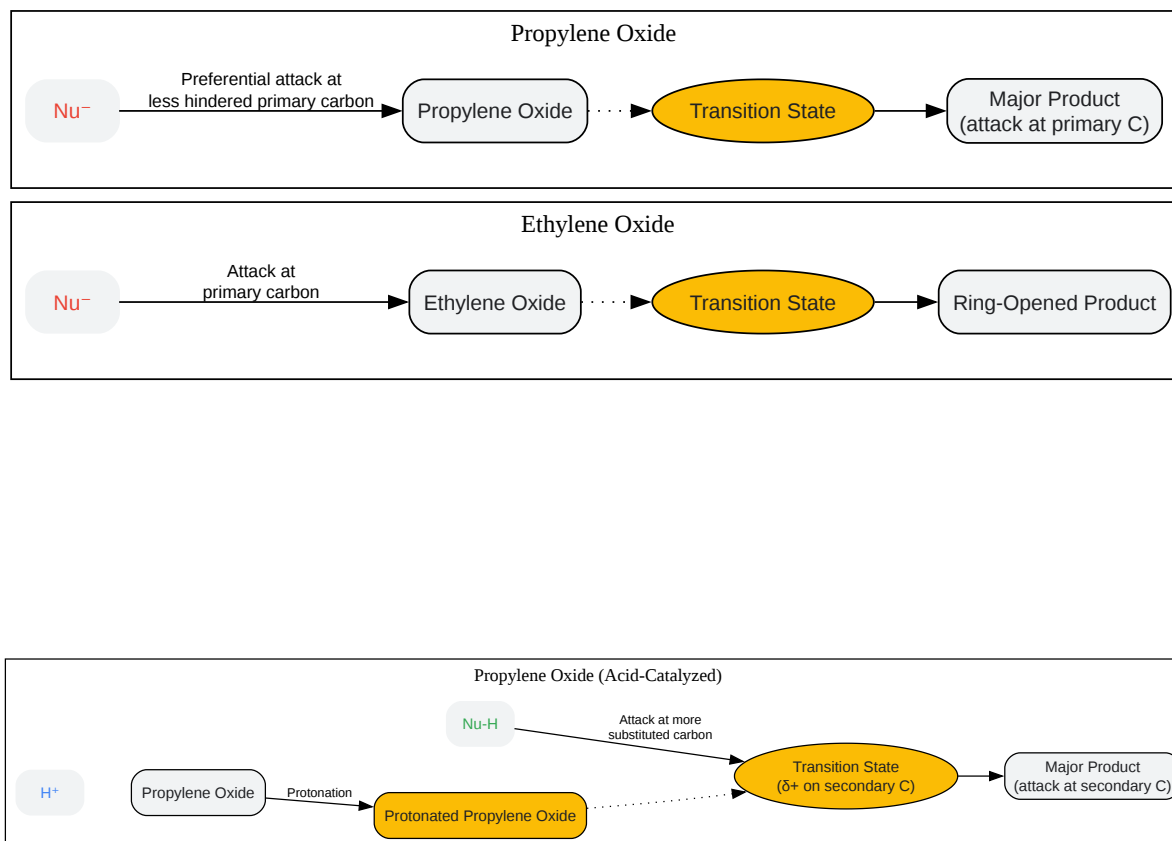 Propylene Oxide
Nu⁻
Preferential attack at
less hindered primary carbon
Propylene Oxide
Transition State
Major Product
(attack at primary C)
Ethylene Oxide
Nu⁻
Attack at
primary carbon
Ethylene Oxide
Transition State
Ring-Opened Product
Propylene Oxide (Acid-Catalyzed)
Nu-H
Attack at more
substituted carbon
H⁺
Propylene Oxide
Protonation
Protonated Propylene Oxide
Transition State
(δ+ on secondary C)
Major Product
(attack at secondary C)